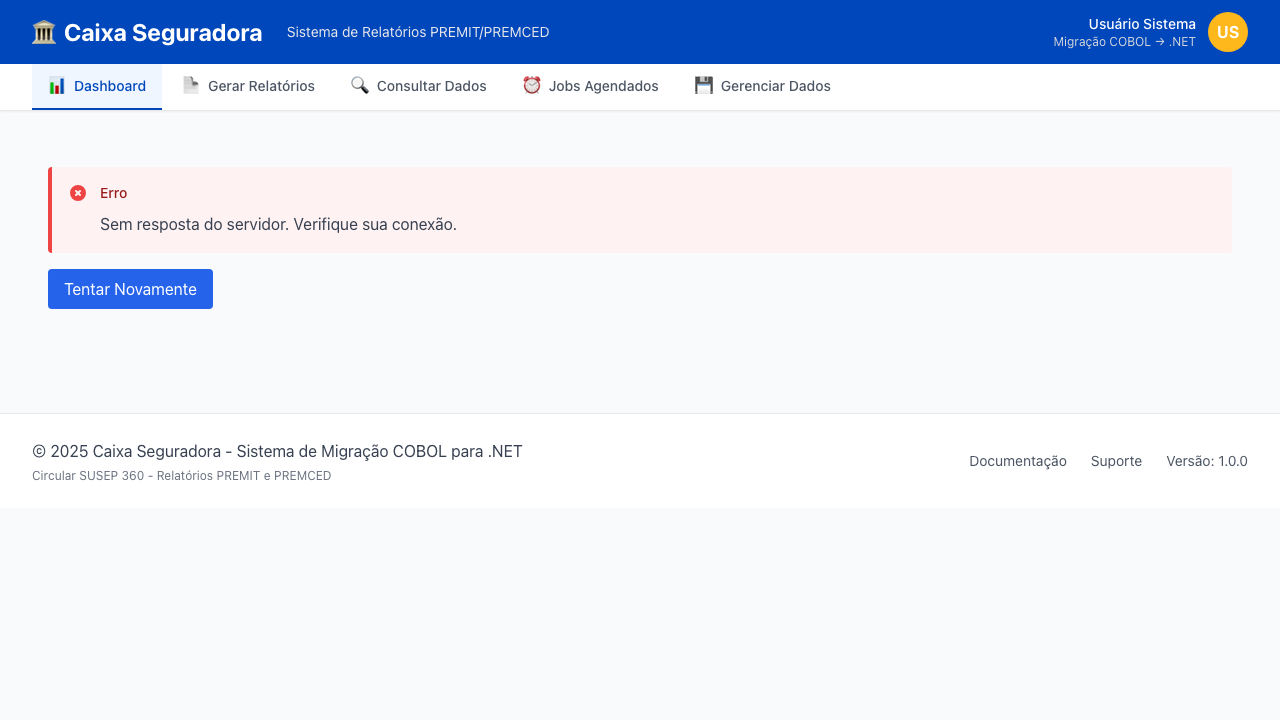 Caixa Seguradora
Sistema de Relatórios PREMIT/PREMCED
Usuário Sistema
Migração COBOL → .NET
US
Dashboard
Gerar Relatórios
Consultar Dados
Jobs Agendados
Gerenciar Dados
Erro
Sem resposta do servidor. Verifique sua conexão.
Tentar Novamente
© 2025 Caixa Seguradora - Sistema de Migração COBOL para .NET
Circular SUSEP 360 - Relatórios PREMIT e PREMCED
Documentação
Suporte
Versão: 1.0.0